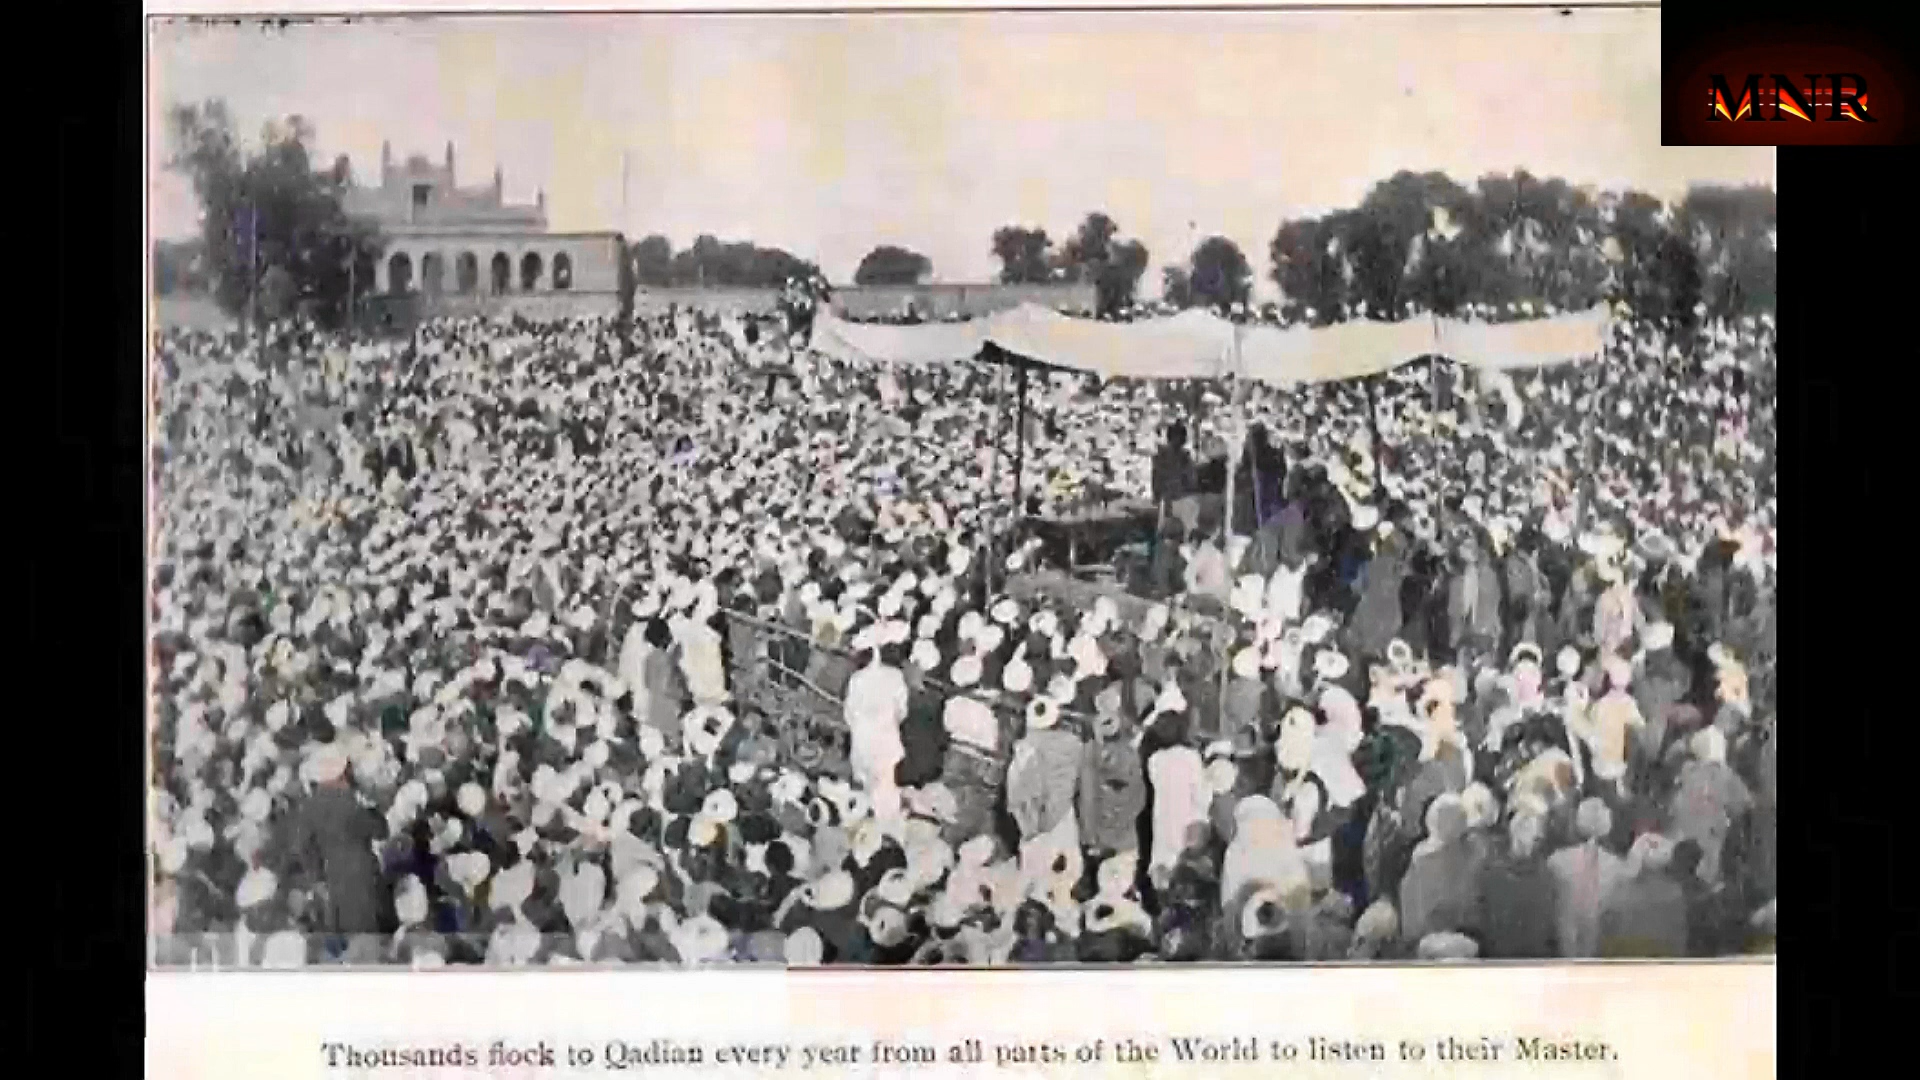 MNR
Thousands flock to Qadian every year from all parts of the World to listen to their Master.